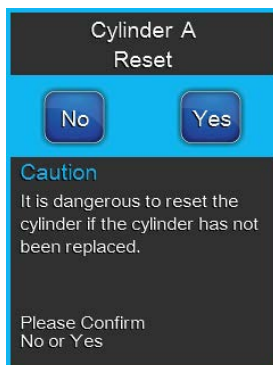 Cylinder A
Reset
No
Yes
Caution
It is dangerous to reset the
cylinder if the cylinder has not
been replaced.
Please Confirm
No or Yes